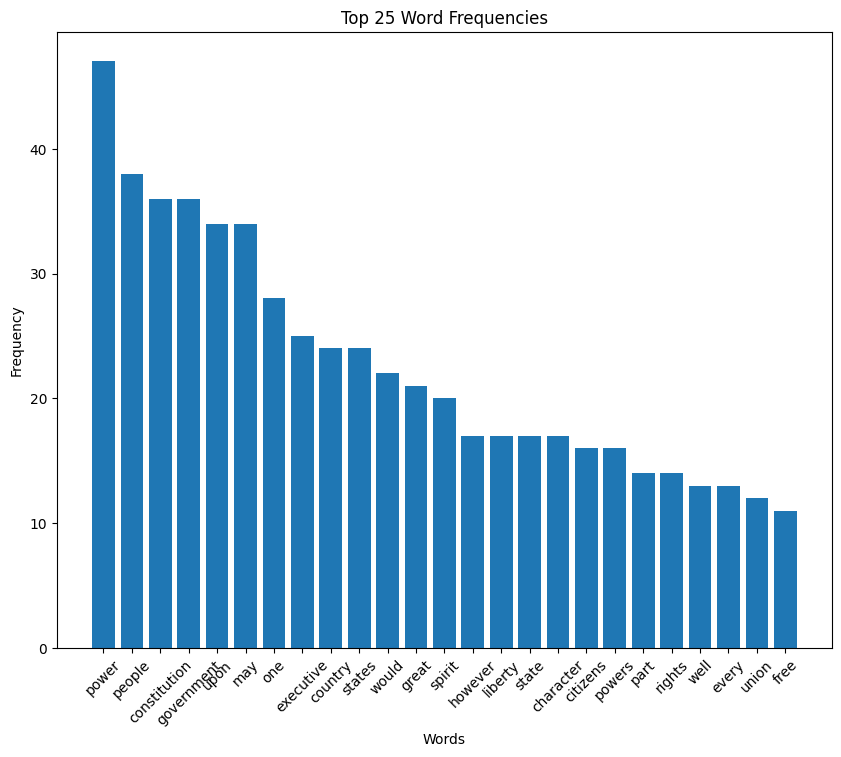 Top 25 Word Frequencies
Frequency
40
30
20
10
0
power
people
constitution
government
upon
may
one
executive
country
states
would
great
spirit
however
liberty
state
character
citizens
powers
part
rights
well
every
union
free
Words